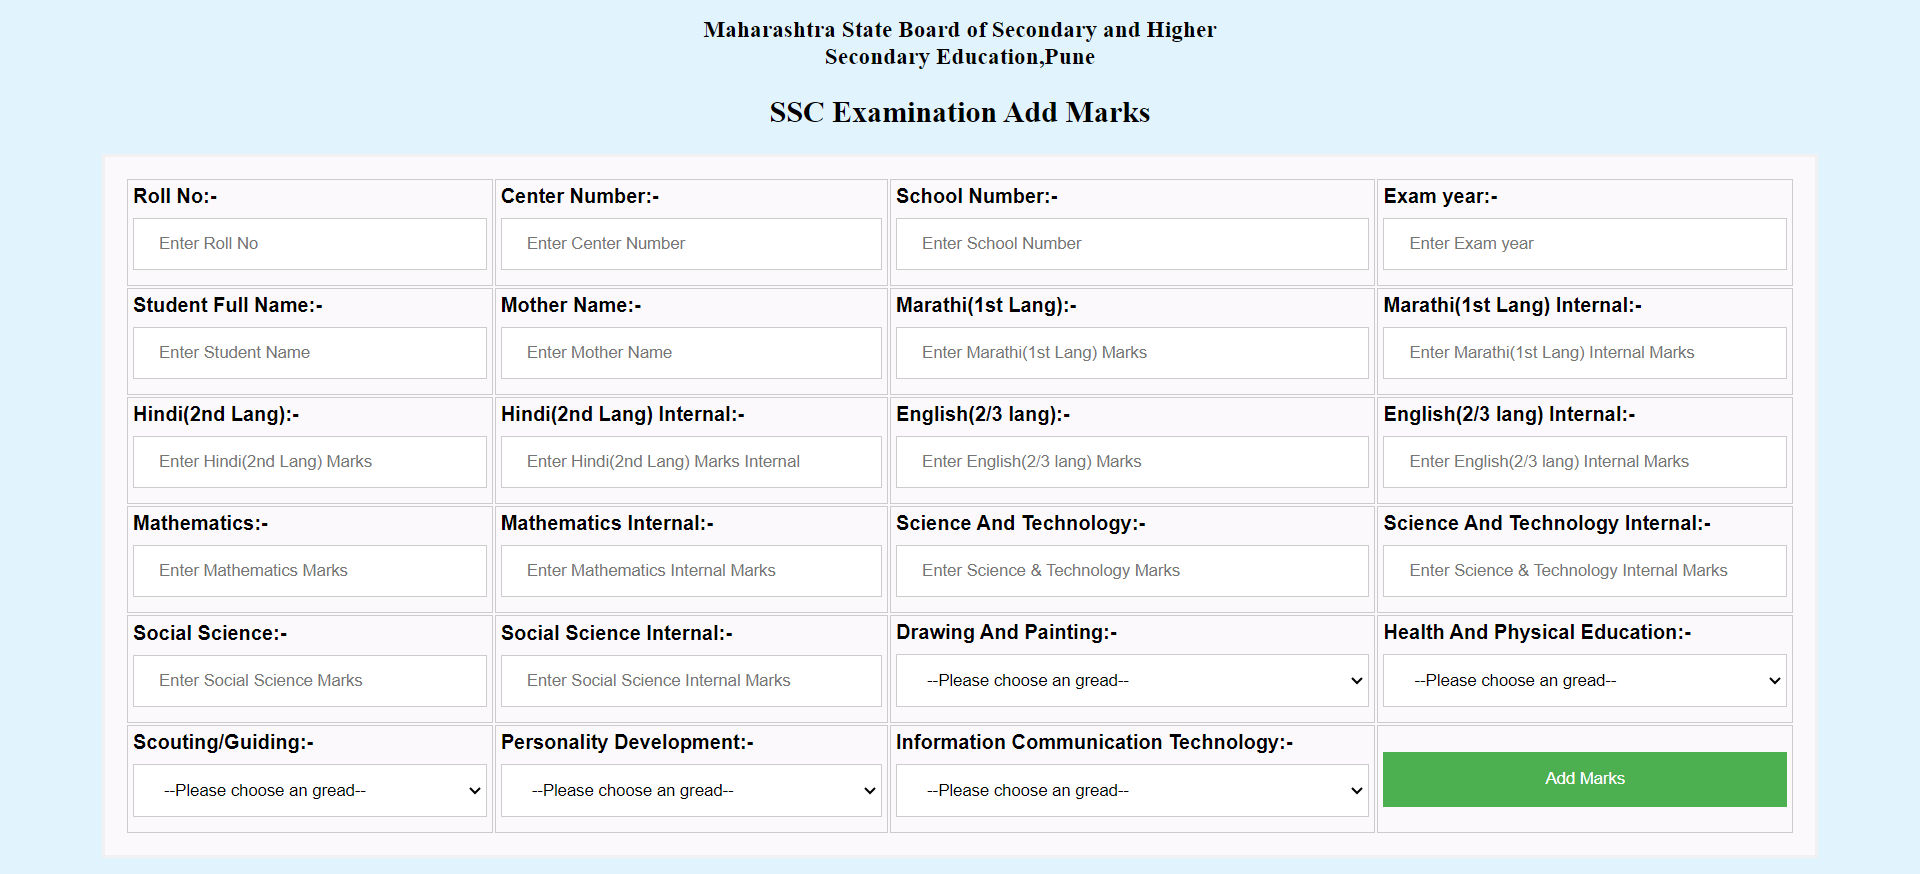 Maharashtra State Board of Secondary and Higher
Secondary Education,Pune
SSC Examination Add Marks
Roll No:-
Enter Roll No
Center Number:-
Enter Center Number
School Number:-
Enter School Number
Exam year:-
Enter Exam year
Student Full Name:-
Enter Student Name
Mother Name:-
Enter Mother Name
Marathi(1st Lang):-
Enter Marathi(1st Lang) Marks
Marathi(1st Lang) Internal:-
Enter Marathi(1st Lang) Internal Marks
Hindi(2nd Lang):-
Enter Hindi(2nd Lang) Marks
Hindi(2nd Lang) Internal:-
Enter Hindi(2nd Lang) Marks Internal
English(2/3 lang):-
Enter English(2/3 lang) Marks
English(2/3 lang) Internal:-
Enter English(2/3 lang) Internal Marks
Mathematics:-
Enter Mathematics Marks
Mathematics Internal:-
Enter Mathematics Internal Marks
Science And Technology:-
Enter Science & Technology Marks
Science And Technology Internal:-
Enter Science & Technology Internal Marks
Social Science:-
Enter Social Science Marks
Social Science Internal:-
Enter Social Science Internal Marks
Drawing And Painting:-
--Please choose an gread--
Health And Physical Education:-
--Please choose an gread--
Scouting/Guiding:-
--Please choose an gread--
Personality Development:-
--Please choose an gread--
Information Communication Technology:-
--Please choose an gread--
Add Marks